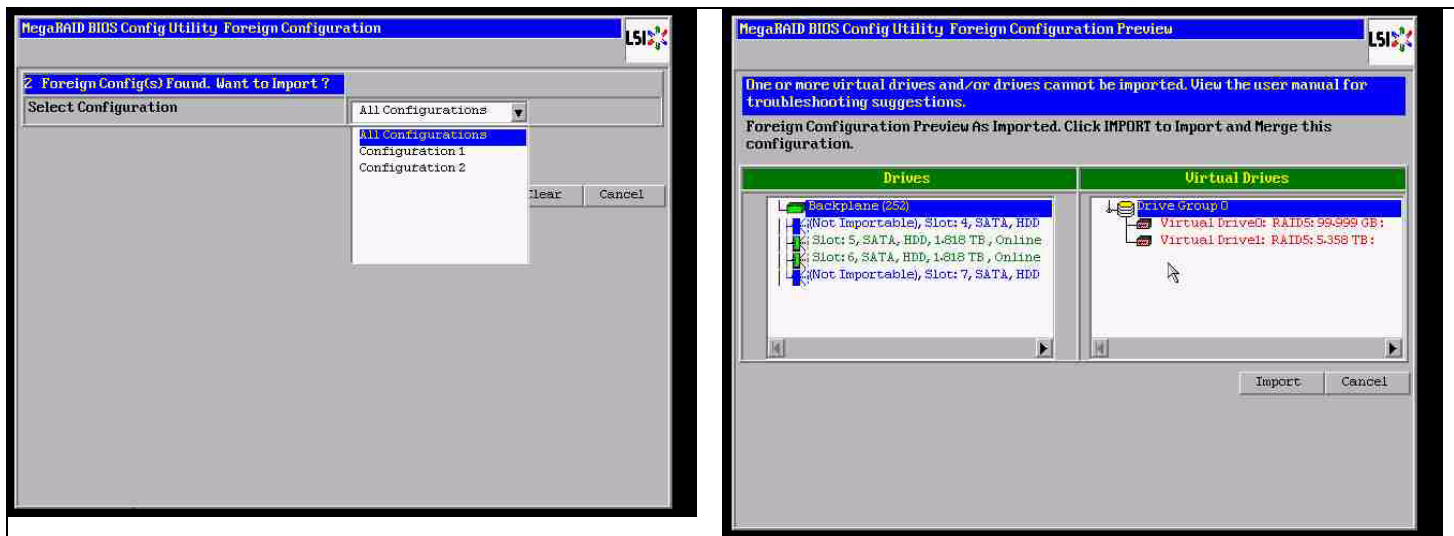 MegaRAID BIOS Config Utility Foreign Configuration
LSI
2 Foreign Config(s) Found. Want to Import ?
Select Configuration
All Configurations
All Configurations
Configuration 1
Configuration 2
Clear
Cancel
MegaRAID BIOS Config Utility Foreign Configuration Preview
LSI
One or more virtual drives and/or drives cannot be imported. View the user manual for
troubleshooting suggestions.
Foreign Configuration Preview As Imported. Click IMPORT to Import and Merge this
configuration.
Drives
Backplane (252)
(Not Importable), Slot: 4, SATA, HDD
Slot: 5, SATA, HDD, 1.818 TB, Online
Slot: 6, SATA, HDD, 1.818 TB, Online
(Not Importable), Slot: 7, SATA, HDD
Virtual Drives
Drive Group 0
Virtual Drive0: RAID5: 99.999 GB:
Virtual Drive1: RAID5: 5.358 TB:
Import
Cancel